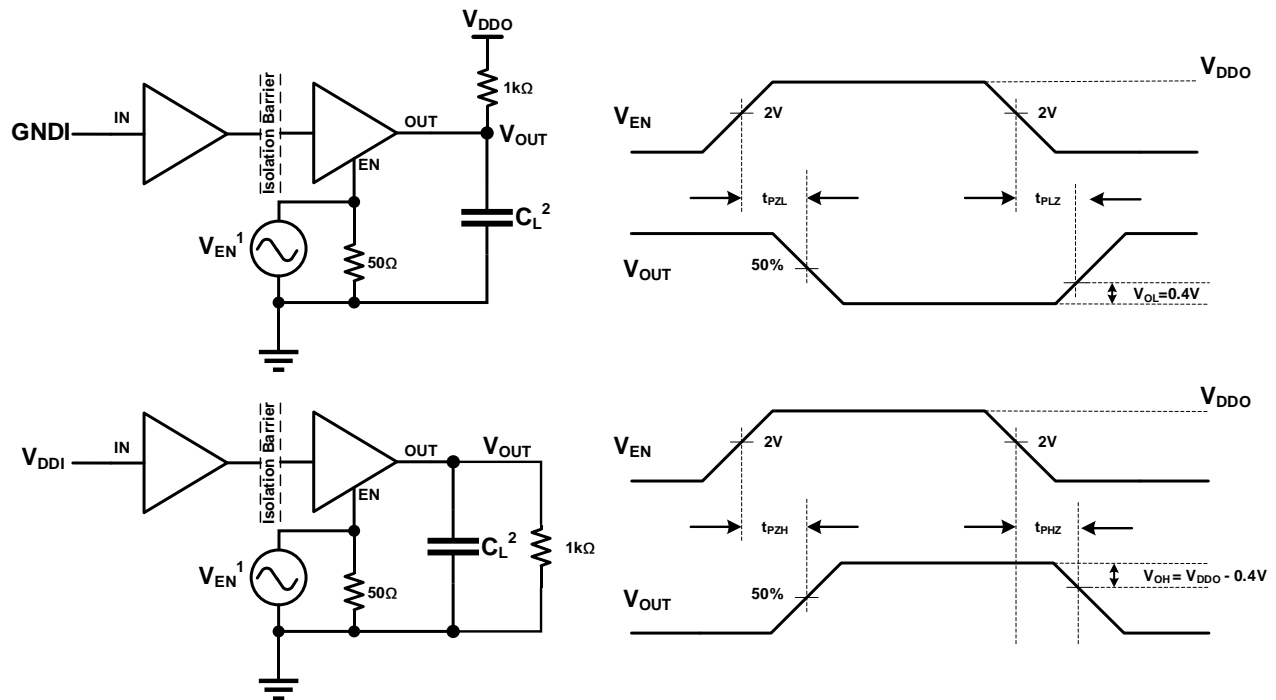 VDDO
1kΩ
GNDI
IN
Isolation Barrier
OUT
VOUT
EN
VEN1
50Ω
CL2
VDDO
VEN
2V
2V
tPZL
tPLZ
VOUT
50%
VOL=0.4V
VDDI
IN
Isolation Barrier
OUT
VOUT
EN
VEN1
50Ω
CL2
1kΩ
VDDO
VEN
2V
2V
tPZH
tPHZ
VOUT
50%
VOH = VDDO - 0.4V